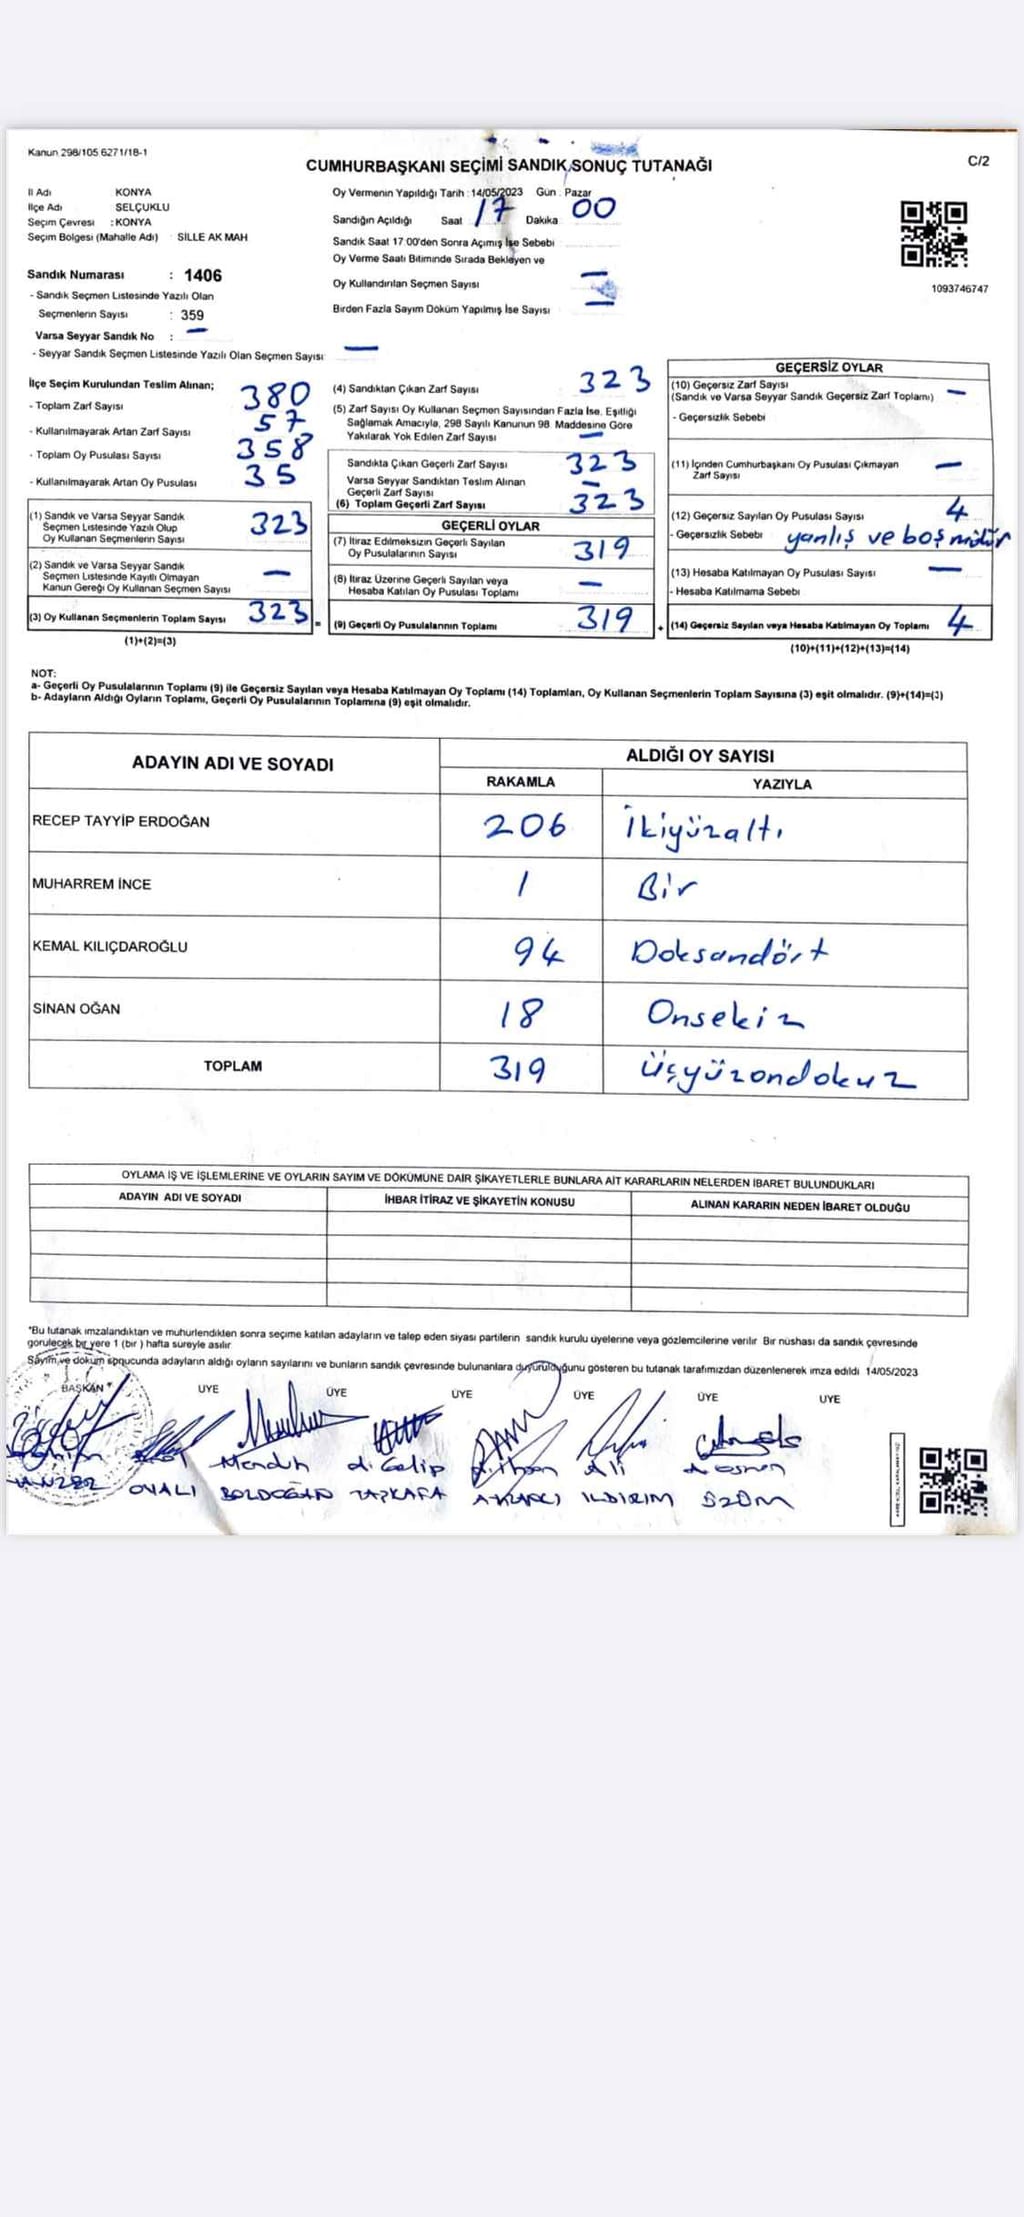 Kanun 298/105 6271/18-1
CUMHURBAŞKANI SEÇİMİ SANDIK SONUÇ TUTANAĞI
C/2
İl Adı KONYA
İlçe Adı SELÇUKLU
Seçim Çevresi : KONYA
Seçim Bölgesi (Mahalle Adı) : SİLLE AK MAH
Oy Vermenin Yapıldığı Tarih : 14/05/2023 Gün : Pazar
Sandığın Açıldığı Saat 17 Dakika 00
Sandık Saat 17 00'den Sonra Açımış İse Sebebi
Oy Verme Saati Bitiminde Sırada Bekleyen ve
Oy Kullandırılan Seçmen Sayısı —
Birden Fazla Sayım Döküm Yapılmış İse Sayısı —
1093746747
Sandık Numarası : 1406
- Sandık Seçmen Listesinde Yazılı Olan
Seçmenlerin Sayısı : 359
Varsa Seyyar Sandık No : —
- Seyyar Sandık Seçmen Listesinde Yazılı Olan Seçmen Sayısı: —
İlçe Seçim Kurulundan Teslim Alınan;
- Toplam Zarf Sayısı 380
- Kullanılmayarak Artan Zarf Sayısı 57
- Toplam Oy Pusulası Sayısı 358
- Kullanılmayarak Artan Oy Pusulası 35
(1) Sandık ve Varsa Seyyar Sandık
Seçmen Listesinde Yazılı Olup
Oy Kullanan Seçmenlerin Sayısı 323
(2) Sandık ve Varsa Seyyar Sandık
Seçmen Listesinde Kayıtlı Olmayan
Kanun Gereği Oy Kullanan Seçmen Sayısı —
(3) Oy Kullanan Seçmenlerin Toplam Sayısı 323 =
(1)+(2)=(3)
(4) Sandıktan Çıkan Zarf Sayısı 323
(5) Zarf Sayısı Oy Kullanan Seçmen Sayısından Fazla İse, Eşitliği
Sağlamak Amacıyla, 298 Sayılı Kanunun 98 Maddesine Göre
Yakılarak Yok Edilen Zarf Sayısı —
Sandıkta Çıkan Geçerli Zarf Sayısı 323
Varsa Seyyar Sandıktan Teslim Alınan
Geçerli Zarf Sayısı —
(6) Toplam Geçerli Zarf Sayısı 323
GEÇERLİ OYLAR
(7) İtiraz Edilmeksizin Geçerli Sayılan
Oy Pusulalarının Sayısı 319
(8) İtiraz Üzerine Geçerli Sayılan veya
Hesaba Katılan Oy Pusulası Toplamı —
(9) Geçerli Oy Pusulalarının Toplamı 319 +
GEÇERSİZ OYLAR
(10) Geçersiz Zarf Sayısı
(Sandık ve Varsa Seyyar Sandık Geçersiz Zarf Toplamı) —
- Geçersizlik Sebebi
(11) İçinden Cumhurbaşkanı Oy Pusulası Çıkmayan
Zarf Sayısı —
(12) Geçersiz Sayılan Oy Pusulası Sayısı 4
- Geçersizlik Sebebi yanlış ve boş mühür
(13) Hesaba Katılmayan Oy Pusulası Sayısı —
- Hesaba Katılmama Sebebi
(14) Geçersiz Sayılan veya Hesaba Katılmayan Oy Toplamı 4
(10)+(11)+(12)+(13)=(14)
NOT:
a- Geçerli Oy Pusulalarının Toplamı (9) ile Geçersiz Sayılan veya Hesaba Katılmayan Oy Toplamı (14) Toplamları, Oy Kullanan Seçmenlerin Toplam Sayısına (3) eşit olmalıdır. (9)+(14)=(3)
b- Adayların Aldığı Oyların Toplamı, Geçerli Oy Pusulalarının Toplamına (9) eşit olmalıdır.
ADAYIN ADI VE SOYADI
ALDIĞI OY SAYISI
RAKAMLA YAZIYLA
RECEP TAYYİP ERDOĞAN 206 İkiyüzaltı
MUHARREM İNCE 1 Bir
KEMAL KILIÇDAROĞLU 94 Doksandört
SİNAN OĞAN 18 Onsekiz
TOPLAM 319 Üçyüzondokuz
OYLAMA İŞ VE İŞLEMLERİNE VE OYLARIN SAYIM VE DÖKÜMÜNE DAİR ŞİKAYETLERLE BUNLARA AİT KARARLARIN NELERDEN İBARET BULUNDUKLARI
ADAYIN ADI VE SOYADI İHBAR İTİRAZ VE ŞİKAYETİN KONUSU ALINAN KARARIN NEDEN İBARET OLDUĞU
*Bu tutanak imzalandıktan ve mühürlendikten sonra seçime katılan adayların ve talep eden siyası partilerin sandık kurulu üyelerine veya gözlemcilerine verilir Bir nüshası da sandık çevresinde
görülecek bir yere 1 (bir ) hafta süreyle asılır
Sayım ve döküm sonucunda adayların aldığı oyların sayılarını ve bunların sandık çevresinde bulunanlara duyurulduğunu gösteren bu tutanak tarafımızdan düzenlenerek imza edildi 14/05/2023
BAŞKAN ÜYE ÜYE ÜYE ÜYE ÜYE ÜYE
Ali
OVALI BOLDOĞAN TAŞKAFA ILDIRIM